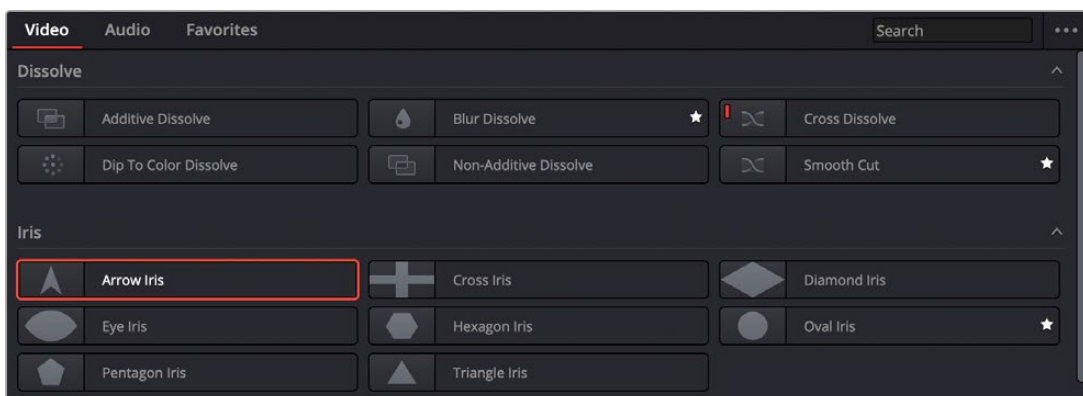 Video Audio Favorites Search
Dissolve
Additive Dissolve Blur Dissolve Cross Dissolve
Dip To Color Dissolve Non-Additive Dissolve Smooth Cut
Iris
Arrow Iris Cross Iris Diamond Iris
Eye Iris Hexagon Iris Oval Iris
Pentagon Iris Triangle Iris